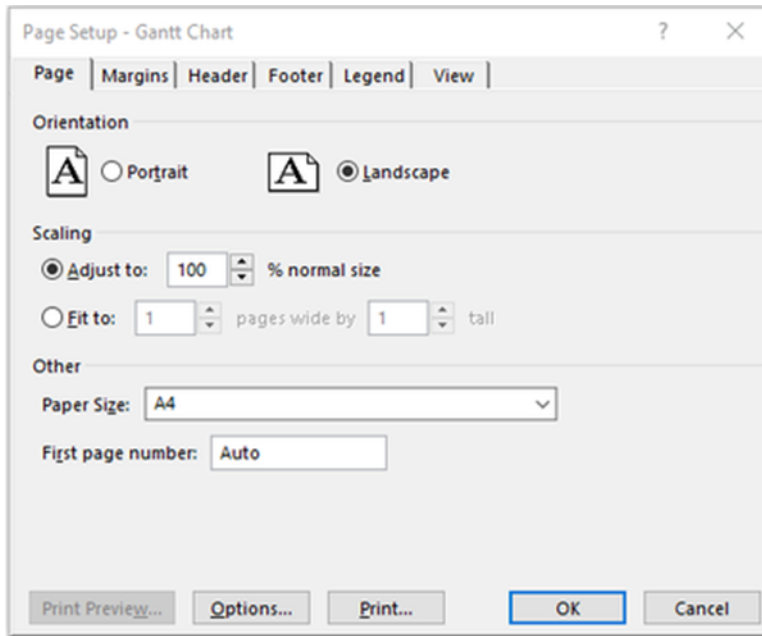 Page Setup - Gantt Chart ? ×
Page Margins Header Footer Legend View
Orientation
A Portrait A Landscape
Scaling
Adjust to: 100 % normal size
Fit to: 1 pages wide by 1 tall
Other
Paper Size: A4
First page number: Auto
Print Preview... Options... Print... OK Cancel